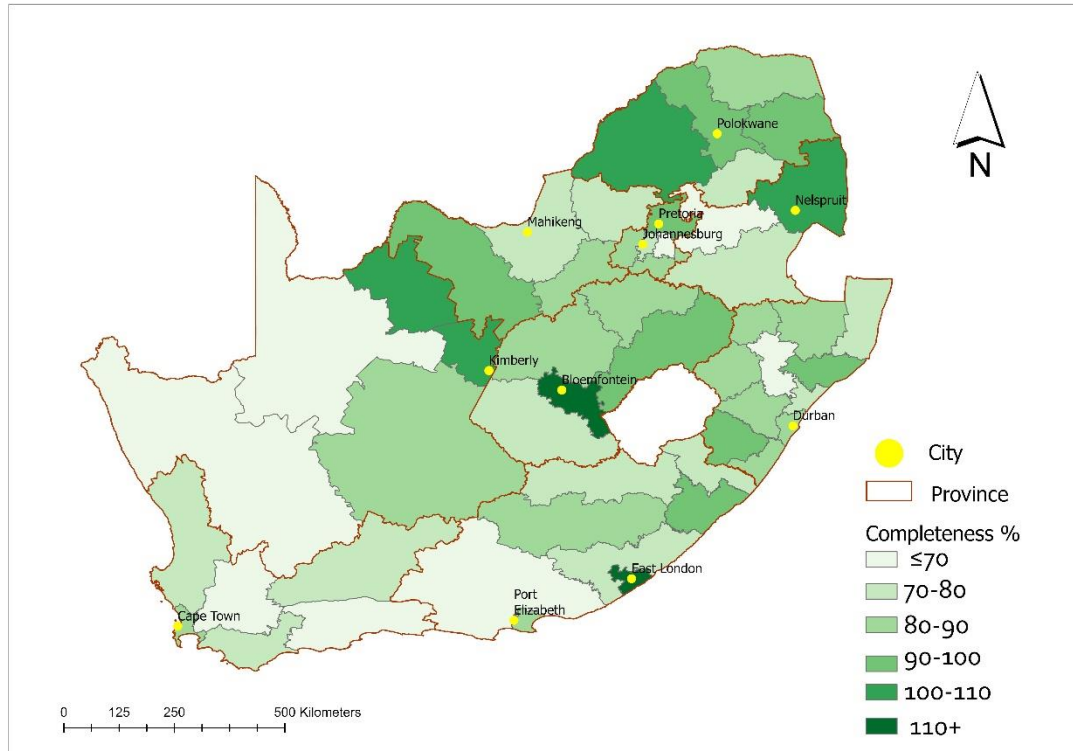 Polokwane
N
Nelspruit
Pretoria
Mahikeng
Johannesburg
Kimberly
Bloemfontein
Durban
City
Province
Completeness %
≤70
70-80
80-90
90-100
100-110
110+
East London
Port
Elizabeth
Cape Town
0 125 250 500 Kilometers